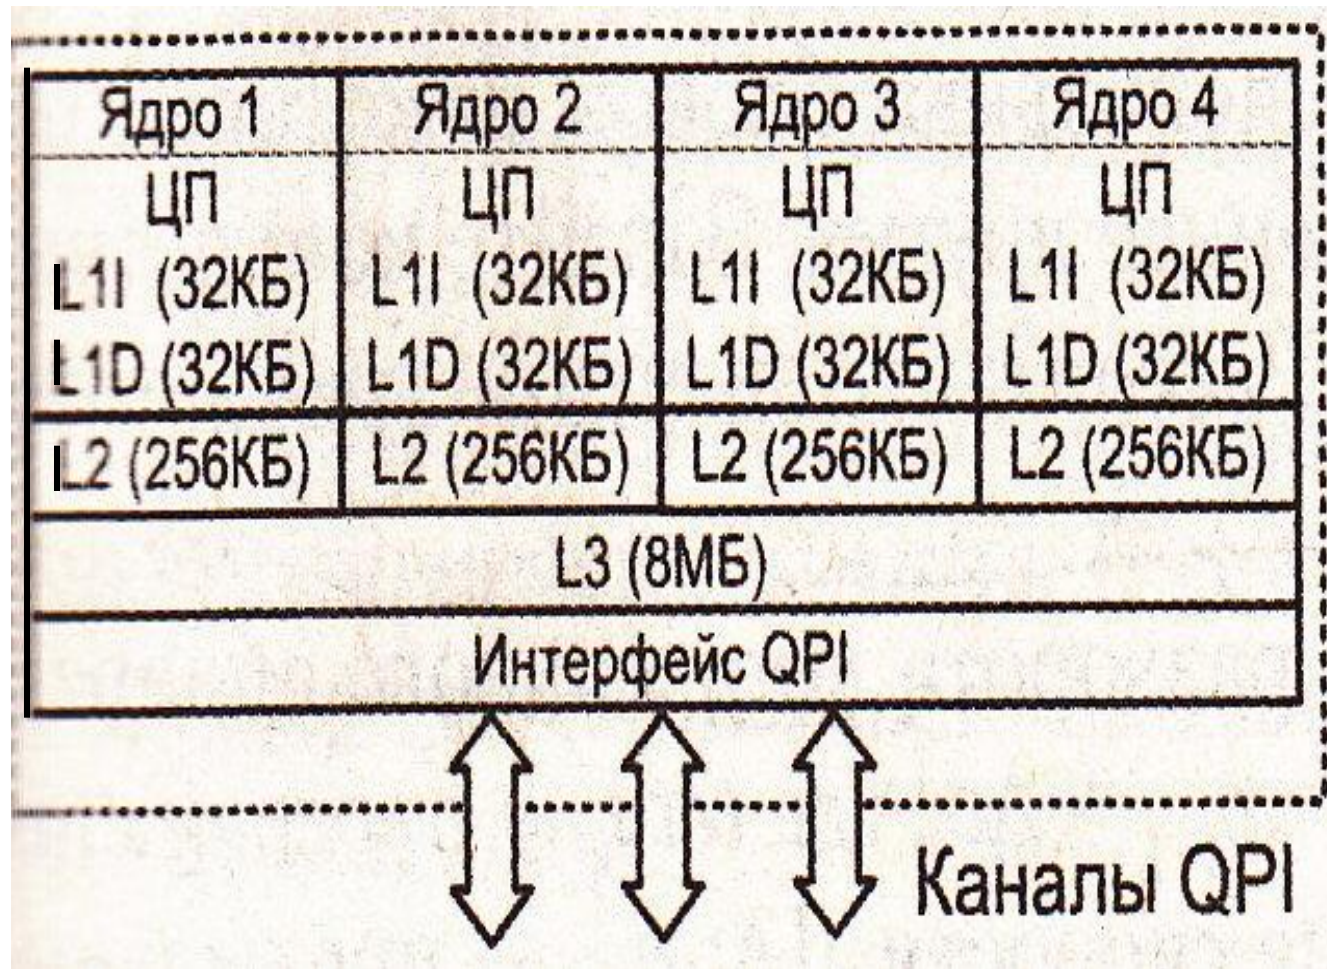 Ядро 1 Ядро 2 Ядро 3 Ядро 4
ЦП ЦП ЦП ЦП
L1I (32КБ) L1I (32КБ) L1I (32КБ) L1I (32КБ)
L1D (32КБ) L1D (32КБ) L1D (32КБ) L1D (32КБ)
L2 (256КБ) L2 (256КБ) L2 (256КБ) L2 (256КБ)
L3 (8МБ)
Интерфейс QPI
Каналы QPI